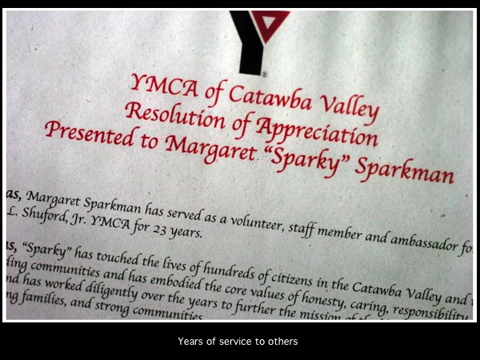 YMCA of Catawba Valley
Resolution of Appreciation
Presented to Margaret “Sparky” Sparkman
as, Margaret Sparkman has served as a volunteer, staff member and ambassador fo
L. Shuford, Jr. YMCA for 23 years.
as, “Sparky” has touched the lives of hundreds of citizens in the Catawba Valley and
ding communities and has embodied the core values of honesty, caring, responsibility
nd has worked diligently over the years to further the mission of the
ng families, and strong communities.
Years of service to others